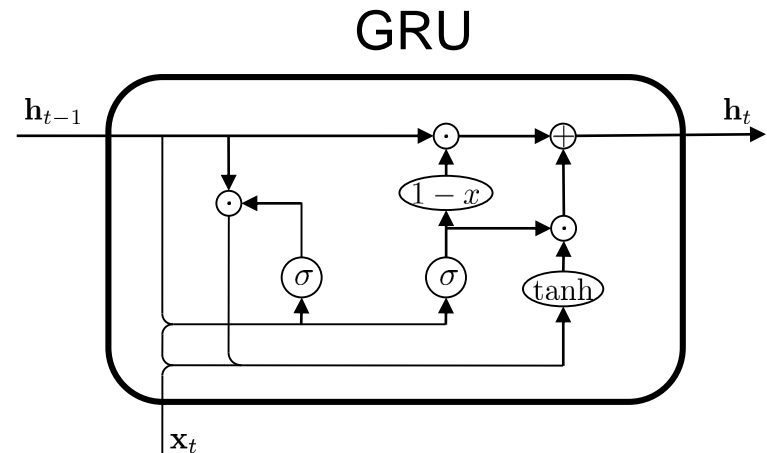 GRU
h_{t−1}
h_t
1 − x
σ
σ
tanh
x_t